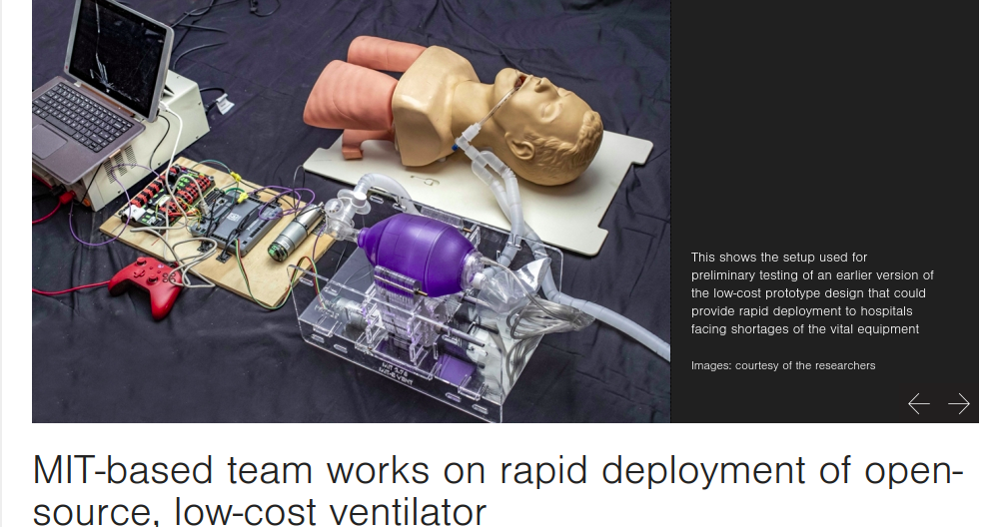 This shows the setup used for
preliminary testing of an earlier version of
the low-cost prototype design that could
provide rapid deployment to hospitals
facing shortages of the vital equipment
Images: courtesy of the researchers
MIT-based team works on rapid deployment of open-
source, low-cost ventilator